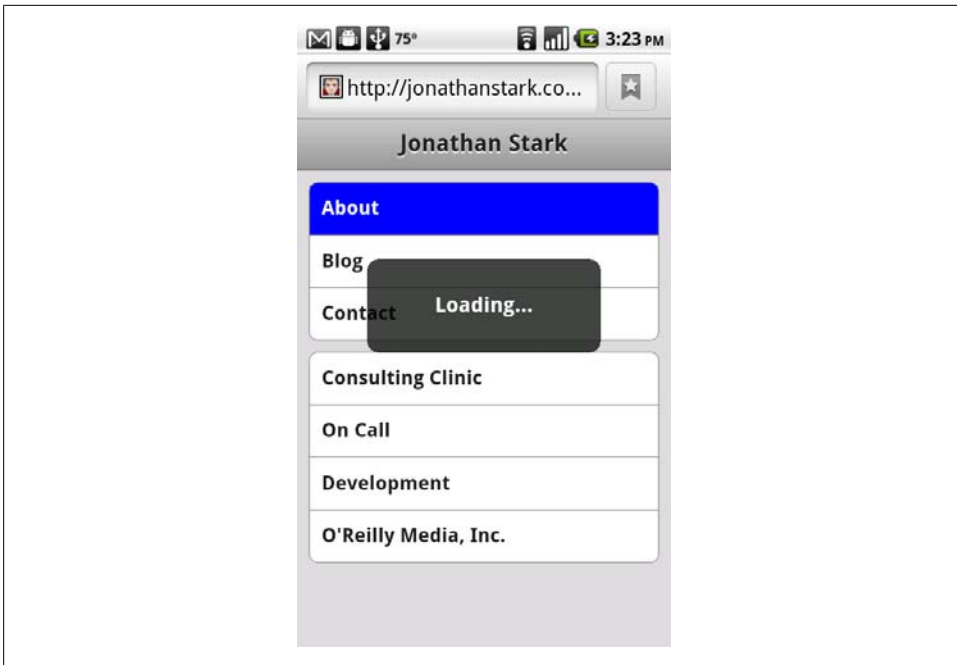 75° 3:23 PM
http://jonathanstark.co...
Jonathan Stark
About
Blog
Contact
Loading...
Consulting Clinic
On Call
Development
O'Reilly Media, Inc.